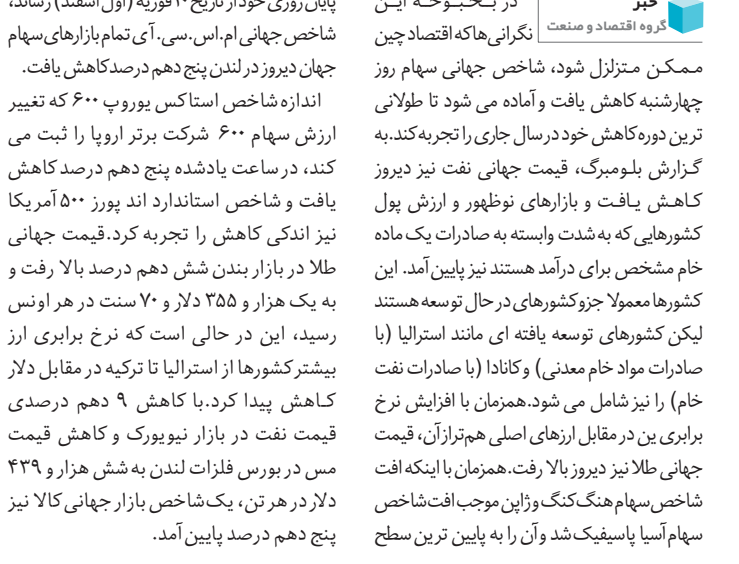 خبر
گروه اقتصاد و صنعت
در بحبوحه این
نگرانی‌ها که اقتصاد چین
ممکن متزلزل شود، شاخص جهانی سهام روز
چهارشنبه کاهش یافت و آماده می شود تا طولانی
ترین دوره کاهش خود در سال جاری را تجربه کند.به
گزارش بلومبرگ، قیمت جهانی نفت نیز دیروز
کاهش یافت و بازارهای نوظهور و ارزش پول
کشورهایی که به شدت وابسته به صادرات یک ماده
خام مشخص برای درآمد هستند نیز پایین آمد. این
کشورها معمولا جزو کشورهای در حال توسعه هستند
لیکن کشورهای توسعه یافته ای مانند استرالیا (با
صادرات مواد خام معدنی) و کانادا (با صادرات نفت
خام) را نیز شامل می شود.همزمان با افزایش نرخ
برابری ین در مقابل ارزهای اصلی هم‌تراز آن، قیمت
جهانی طلا نیز دیروز بالا رفت.همزمان با اینکه افت
شاخص سهام هنگ کنگ و ژاپن موجب افت شاخص
سهام آسیا پاسیفیک شد و آن را به پایین ترین سطح
پایان روزی خود از تاریخ ۲۰ فوریه (اول اسفند) رساند،
شاخص جهانی ام.اس.سی.آی تمام بازارهای سهام
جهان دیروز در لندن پنج دهم درصد کاهش یافت.
اندازه شاخص استاکس یوروپ ۶۰۰ که تغییر
ارزش سهام ۶۰۰ شرکت برتر اروپا را ثبت می
کند، در ساعت یادشده پنج دهم درصد کاهش
یافت و شاخص استاندارد اند پورز ۵۰۰ آمریکا
نیز اندکی کاهش را تجربه کرد.قیمت جهانی
طلا در بازار بندن شش دهم درصد بالا رفت و
به یک هزار و ۳۵۵ دلار و ۷۰ سنت در هر اونس
رسید، این در حالی است که نرخ برابری ارز
بیشتر کشورها از استرالیا تا ترکیه در مقابل دلار
کاهش پیدا کرد.با کاهش ۹ دهم درصدی
قیمت نفت در بازار نیویورک و کاهش قیمت
مس در بورس فلزات لندن به شش هزار و ۴۳۹
دلار در هر تن، یک شاخص بازار جهانی کالا نیز
پنج دهم درصد پایین آمد.